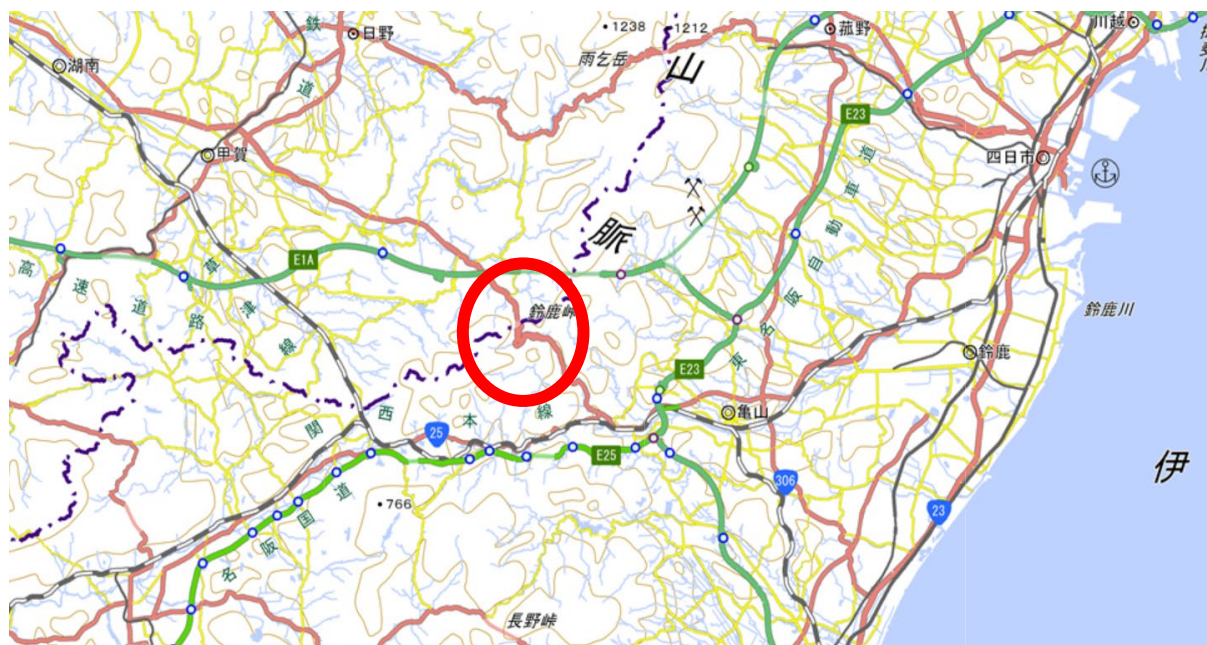 鉄道
日野
1238
1212
菰野
川越
湖南
雨乞岳
山
E23
四日市
甲賀
脈
E1A
高速道路
草津線
鈴鹿峠
東名阪自動車道
鈴鹿川
鈴鹿
E23
亀山
関西本線
25
E25
306
伊
766
23
名阪国道
長野峠